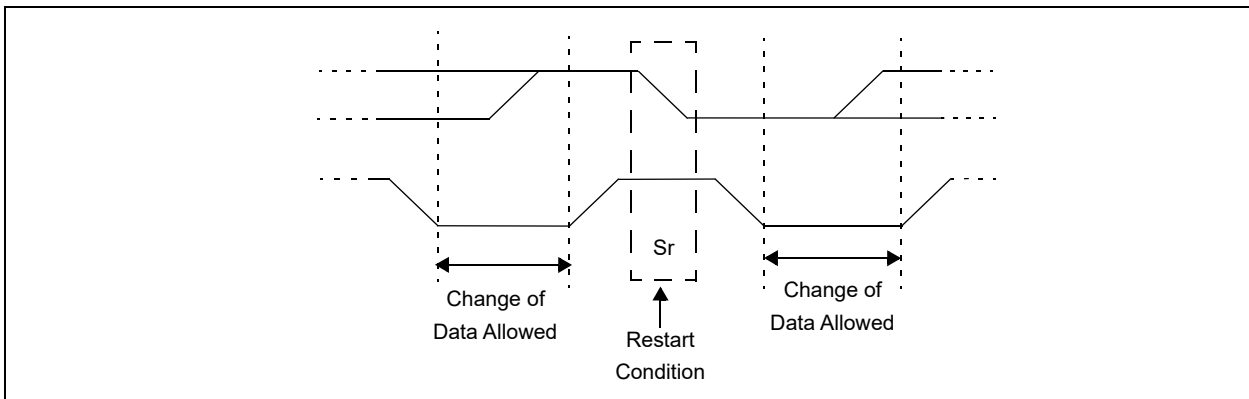 Sr
Change of
Data Allowed
Restart
Condition
Change of
Data Allowed